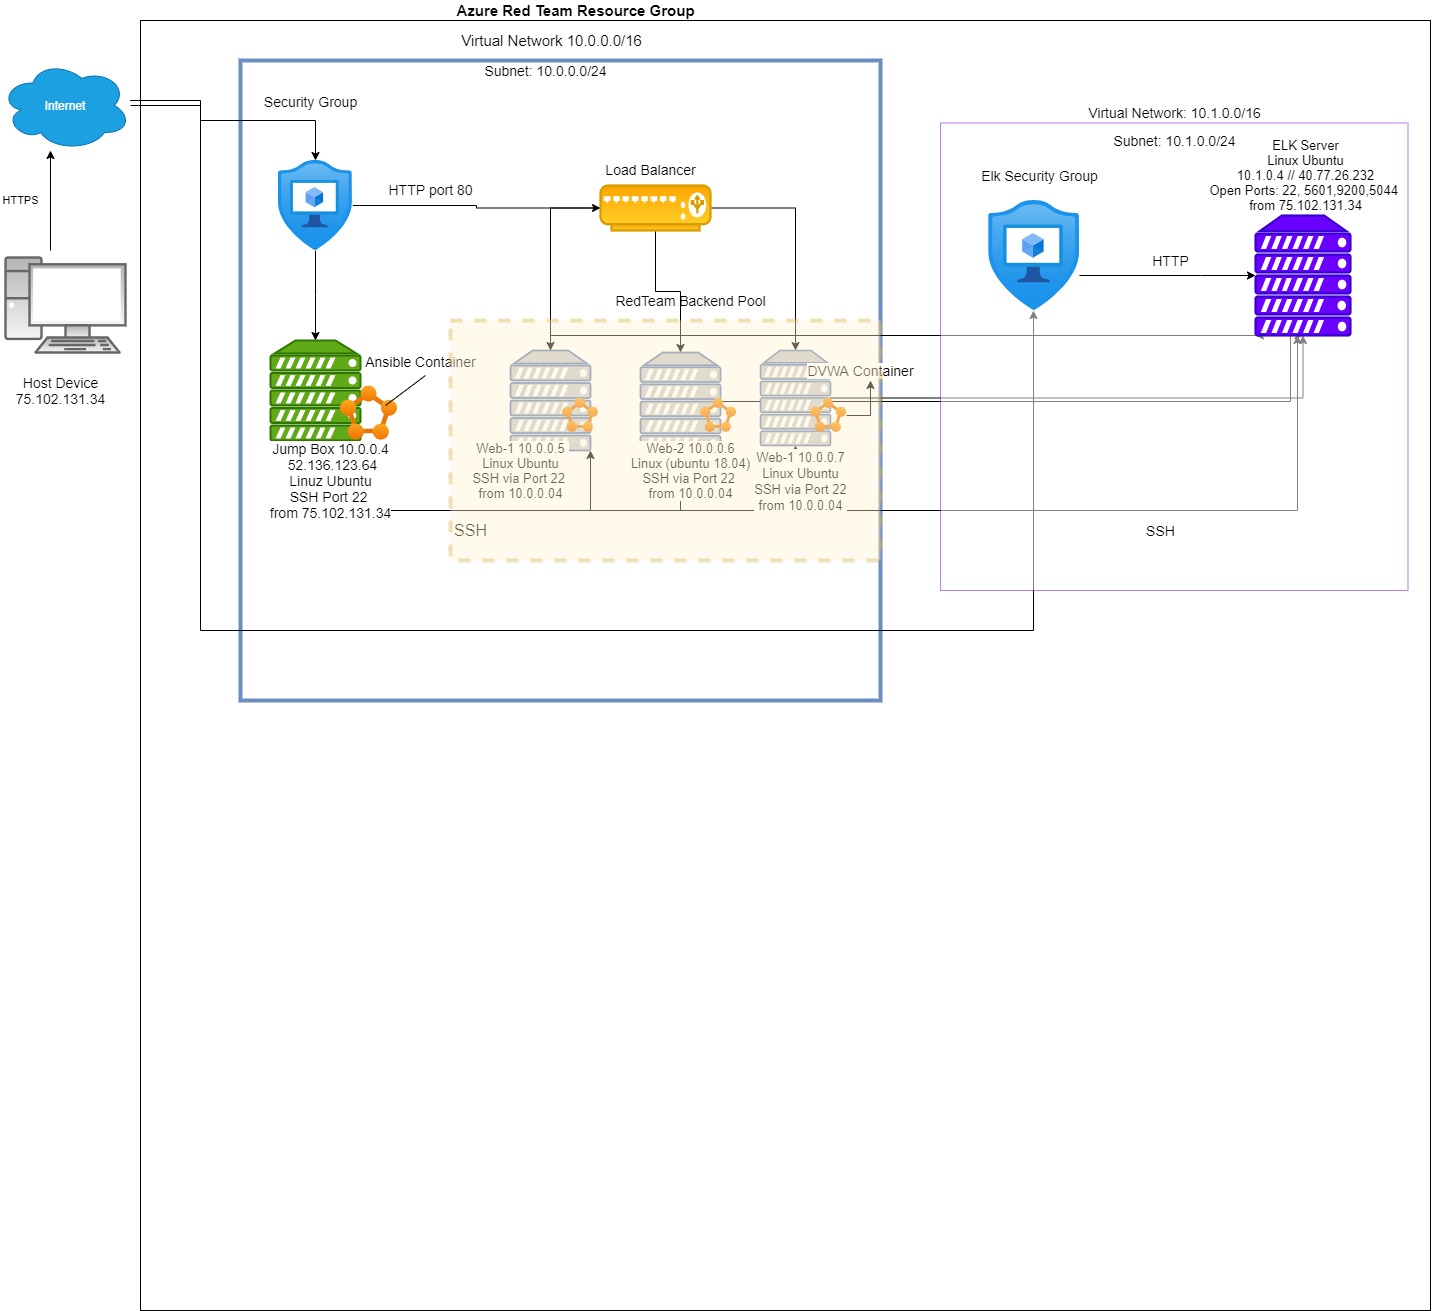 Azure Red Team Resource Group
Virtual Network 10.0.0.0/16
Subnet: 10.0.0.0/24
Internet
Security Group
HTTPS
Host Device
75.102.131.34
HTTP port 80
Load Balancer
RedTeam Backend Pool
Ansible Container
DVWA Container
Jump Box 10.0.0.4
52.136.123.64
Linuz Ubuntu
SSH Port 22
from 75.102.131.34
Web-1 10.0.0.5
Linux Ubuntu
SSH via Port 22
from 10.0.0.04
Web-2 10.0.0.6
Linux (ubuntu 18.04)
SSH via Port 22
from 10.0.0.04
Web-1 10.0.0.7
Linux Ubuntu
SSH via Port 22
from 10.0.0.04
SSH
Virtual Network: 10.1.0.0/16
Subnet: 10.1.0.0/24
Elk Security Group
ELK Server
Linux Ubuntu
10.1.0.4 // 40.77.26.232
Open Ports: 22, 5601,9200,5044
from 75.102.131.34
HTTP
SSH